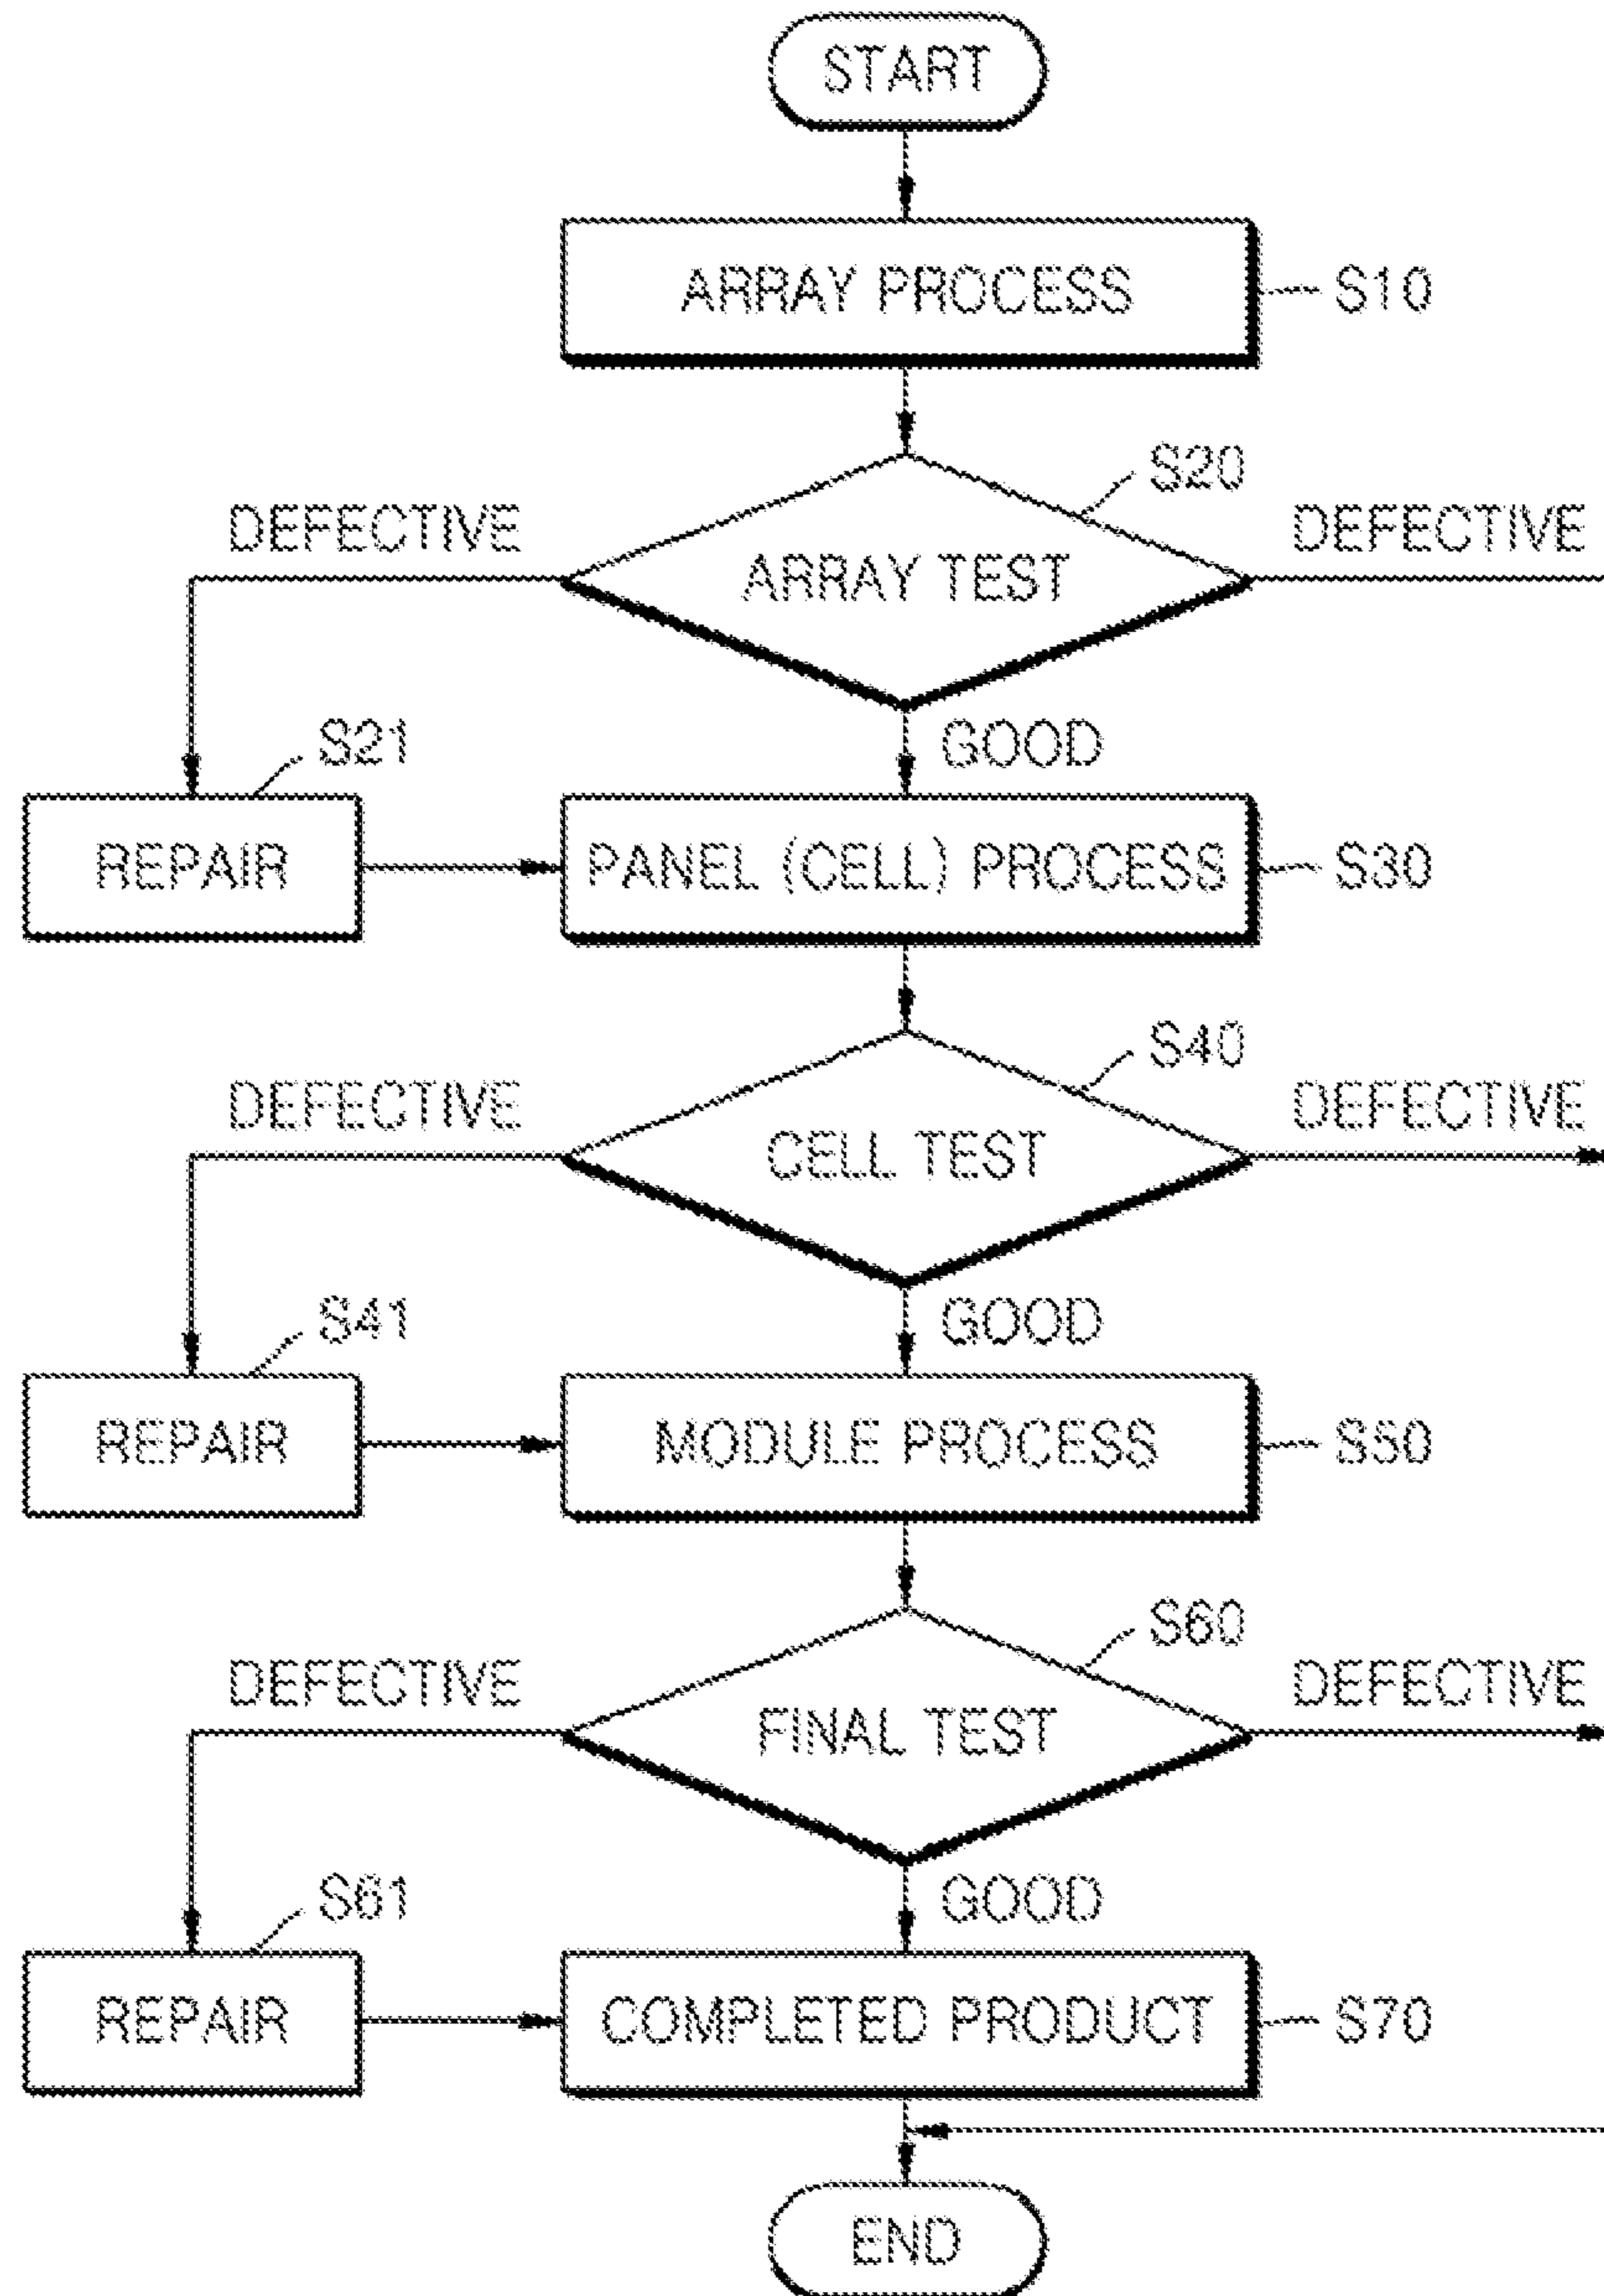 START
ARRAY PROCESS
S10
S20
DEFECTIVE
DEFECTIVE
ARRAY TEST
S21
GOOD
REPAIR
PANEL (CELL) PROCESS
S30
S40
DEFECTIVE
DEFECTIVE
CELL TEST
S41
GOOD
REPAIR
MODULE PROCESS
S50
S60
DEFECTIVE
DEFECTIVE
FINAL TEST
S61
GOOD
REPAIR
COMPLETED PRODUCT
S70
END